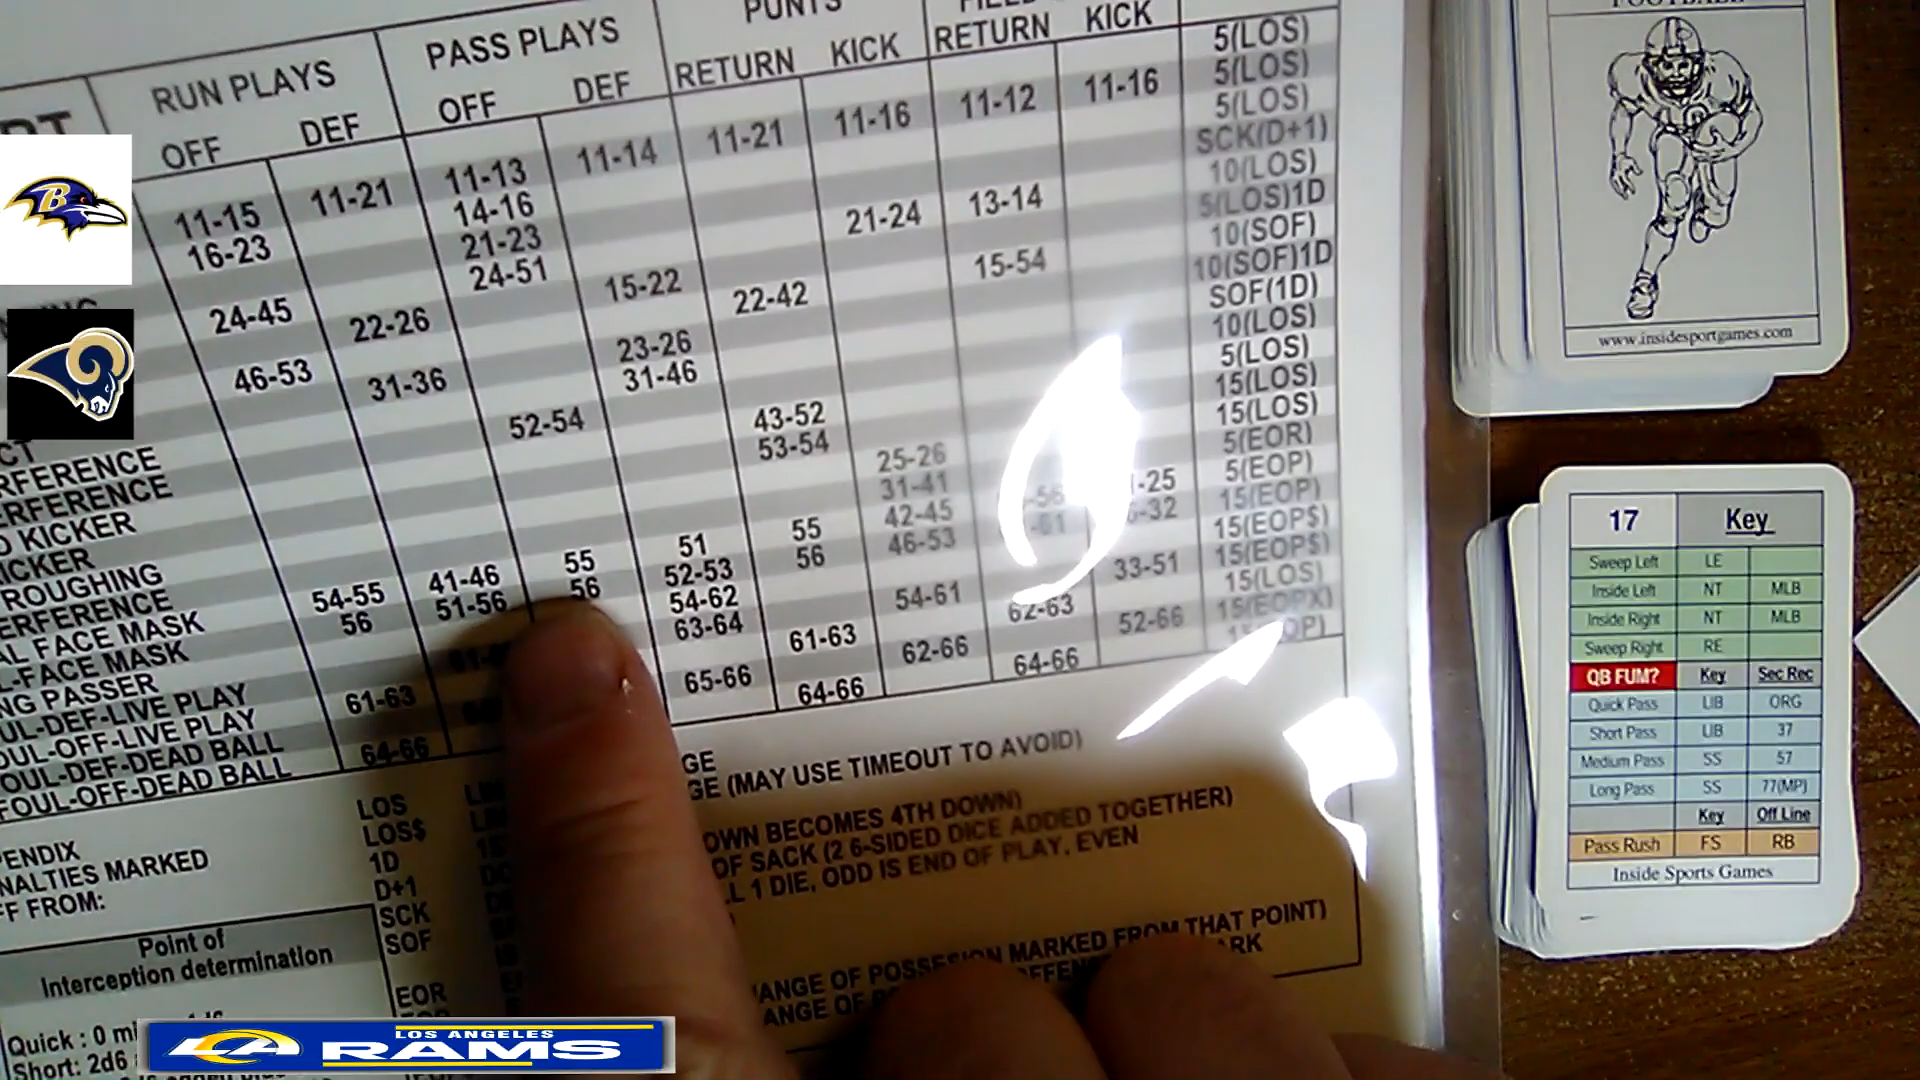 PUNTS
RUN PLAYS
PASS PLAYS
RETURN KICK
RETURN KICK
OFF DEF
OFF DEF
11-15 11-21 11-13 11-14 11-21 11-16 11-12 11-16
16-23 14-16
21-23
24-51
21-24 13-14
24-45 22-26 15-22 22-42 15-54
46-53 31-36 23-26
31-46
52-54 43-52
53-54
25-26
31-41
42-45
46-53
54-55 41-46 55 51 55
56 51-56 56 52-53 56
54-62
63-64
54-61 62-63 33-51
61-63 65-66 61-63 62-66 64-66 52-66
64-66 64-66
5(LOS)
5(LOS)
5(LOS)
SCK(D+1)
10(LOS)
5(LOS)1D
10(SOF)
10(SOF)1D
SOF(1D)
10(LOS)
5(LOS)
15(LOS)
15(LOS)
5(EOR)
5(EOP)
15(EOP)
15(EOP$)
15(EOP$)
15(LOS)
15(EOPX)
KICKER
ROUGHING
FACE MASK
FACE MASK
PASSER
DEF-LIVE PLAY
OFF-LIVE PLAY
DEF-DEAD BALL
OFF-DEAD BALL
(MAY USE TIMEOUT TO AVOID)
BECOMES 4TH DOWN)
OF SACK (2 6-SIDED DICE ADDED TOGETHER)
1 DIE, ODD IS END OF PLAY, EVEN
OF POSSESION MARKED FROM THAT POINT)
MARKED
FROM:
LOS
LOS$
1D
D+1
SCK
SOF
EOR
Point of
Interception determination
Quick : 0
Short: 2d6
B
LOS ANGELES
RAMS
FOOTBALL
www.insidesportgames.com
17 Key
Sweep Left LE
Inside Left NT MLB
Inside Right NT MLB
Sweep Right RE
QB FUM? Key Sec Rec
Quick Pass LIB ORG
Short Pass LIB 37
Medium Pass SS 57
Long Pass SS 77(MP)
Key Off Line
Pass Rush FS RB
Inside Sports Games